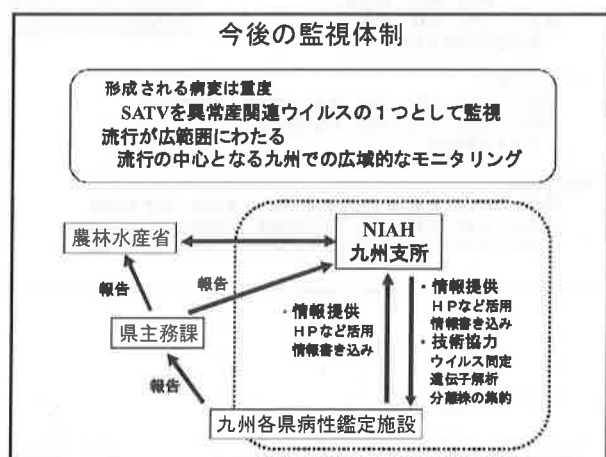 今後の監視体制
形成される病変は重度
SATVを異常産関連ウイルスの１つとして監視
流行が広範囲にわたる
流行の中心となる九州での広域的なモニタリング
農林水産省
NIAH
九州支所
報告
報告
・情報提供
ＨＰなど活用
情報書き込み
・情報提供
ＨＰなど活用
情報書き込み
・技術協力
ウイルス同定
遺伝子解析
分離株の集約
県主務課
報告
九州各県病性鑑定施設